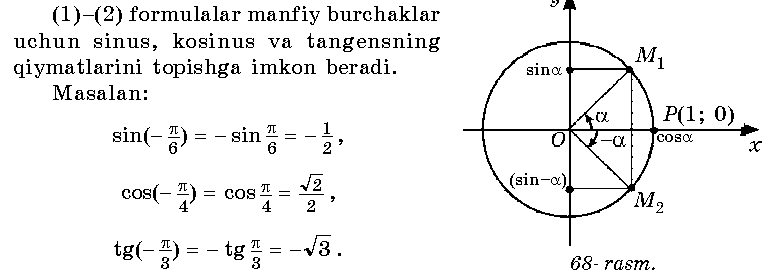 (1)–(2) formulalar manfiy burchaklar
uchun sinus, kosinus va tangensning
qiymatlarini topishga imkon beradi.
Masalan:
sin(−π/6) = − sin π/6 = − 1/2 ,
cos(−π/4) = cos π/4 = √2/2 ,
tg(−π/3) = − tg π/3 = −√3 .
y
M₁
sinα
α
P(1; 0)
O
−α
cosα
x
(sin−α)
M₂
68- rasm.